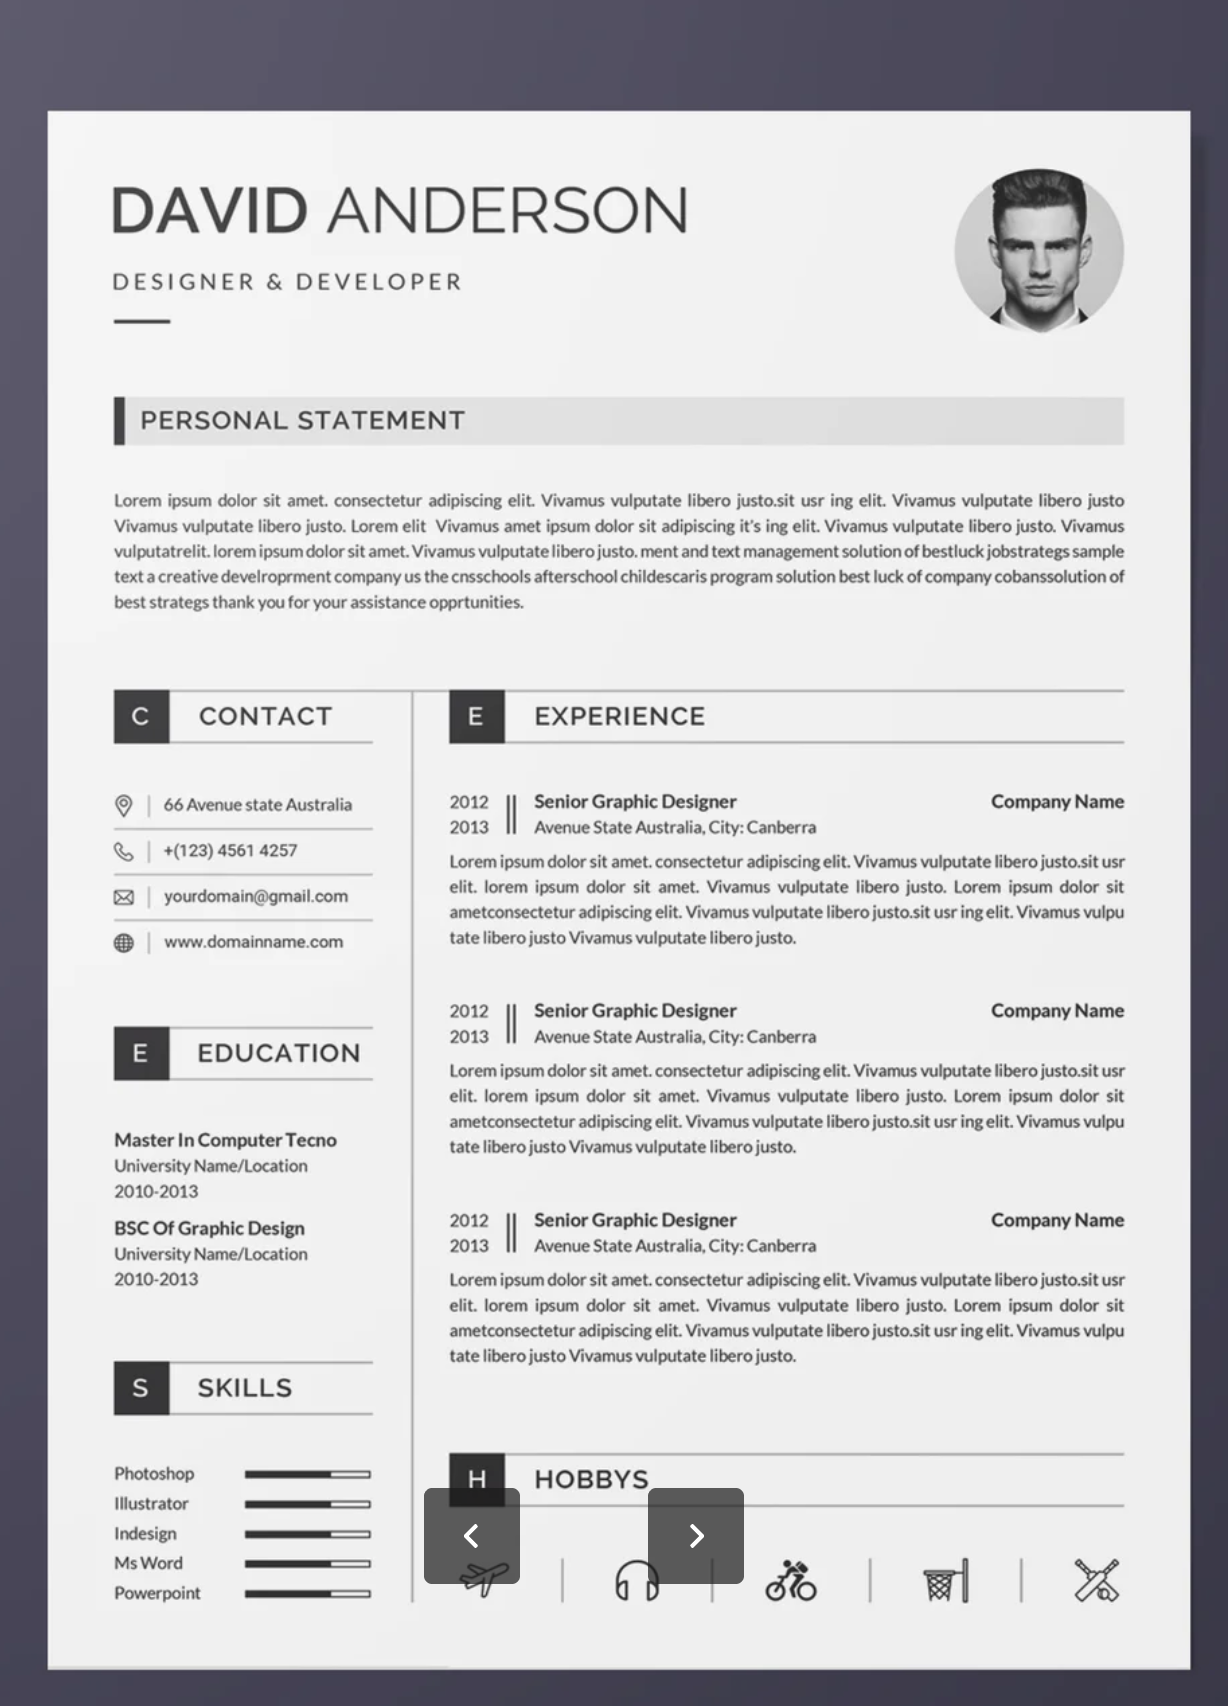 DAVID ANDERSON
DESIGNER & DEVELOPER
PERSONAL STATEMENT
Lorem ipsum dolor sit amet. consectetur adipiscing elit. Vivamus vulputate libero justo.sit usr ing elit. Vivamus vulputate libero justo
Vivamus vulputate libero justo. Lorem elit Vivamus amet ipsum dolor sit adipiscing it's ing elit. Vivamus vulputate libero justo. Vivamus
vulputatrelit. lorem ipsum dolor sit amet. Vivamus vulputate libero justo. ment and text management solution of bestluck jobstrategs sample
text a creative develroprment company us the cnsschools afterschool childescaris program solution best luck of company cobanssolution of
best strategs thank you for your assistance opprtunities.
C CONTACT
66 Avenue state Australia
+(123) 4561 4257
yourdomain@gmail.com
www.domainname.com
E EDUCATION
Master In Computer Tecno
University Name/Location
2010-2013
BSC Of Graphic Design
University Name/Location
2010-2013
S SKILLS
Photoshop
Illustrator
Indesign
Ms Word
Powerpoint
E EXPERIENCE
2012 Senior Graphic Designer Company Name
2013 Avenue State Australia, City: Canberra
Lorem ipsum dolor sit amet. consectetur adipiscing elit. Vivamus vulputate libero justo.sit usr
elit. lorem ipsum dolor sit amet. Vivamus vulputate libero justo. Lorem ipsum dolor sit
ametconsectetur adipiscing elit. Vivamus vulputate libero justo.sit usr ing elit. Vivamus vulpu
tate libero justo Vivamus vulputate libero justo.
2012 Senior Graphic Designer Company Name
2013 Avenue State Australia, City: Canberra
Lorem ipsum dolor sit amet. consectetur adipiscing elit. Vivamus vulputate libero justo.sit usr
elit. lorem ipsum dolor sit amet. Vivamus vulputate libero justo. Lorem ipsum dolor sit
ametconsectetur adipiscing elit. Vivamus vulputate libero justo.sit usr ing elit. Vivamus vulpu
tate libero justo Vivamus vulputate libero justo.
2012 Senior Graphic Designer Company Name
2013 Avenue State Australia, City: Canberra
Lorem ipsum dolor sit amet. consectetur adipiscing elit. Vivamus vulputate libero justo.sit usr
elit. lorem ipsum dolor sit amet. Vivamus vulputate libero justo. Lorem ipsum dolor sit
ametconsectetur adipiscing elit. Vivamus vulputate libero justo.sit usr ing elit. Vivamus vulpu
tate libero justo Vivamus vulputate libero justo.
H HOBBYS